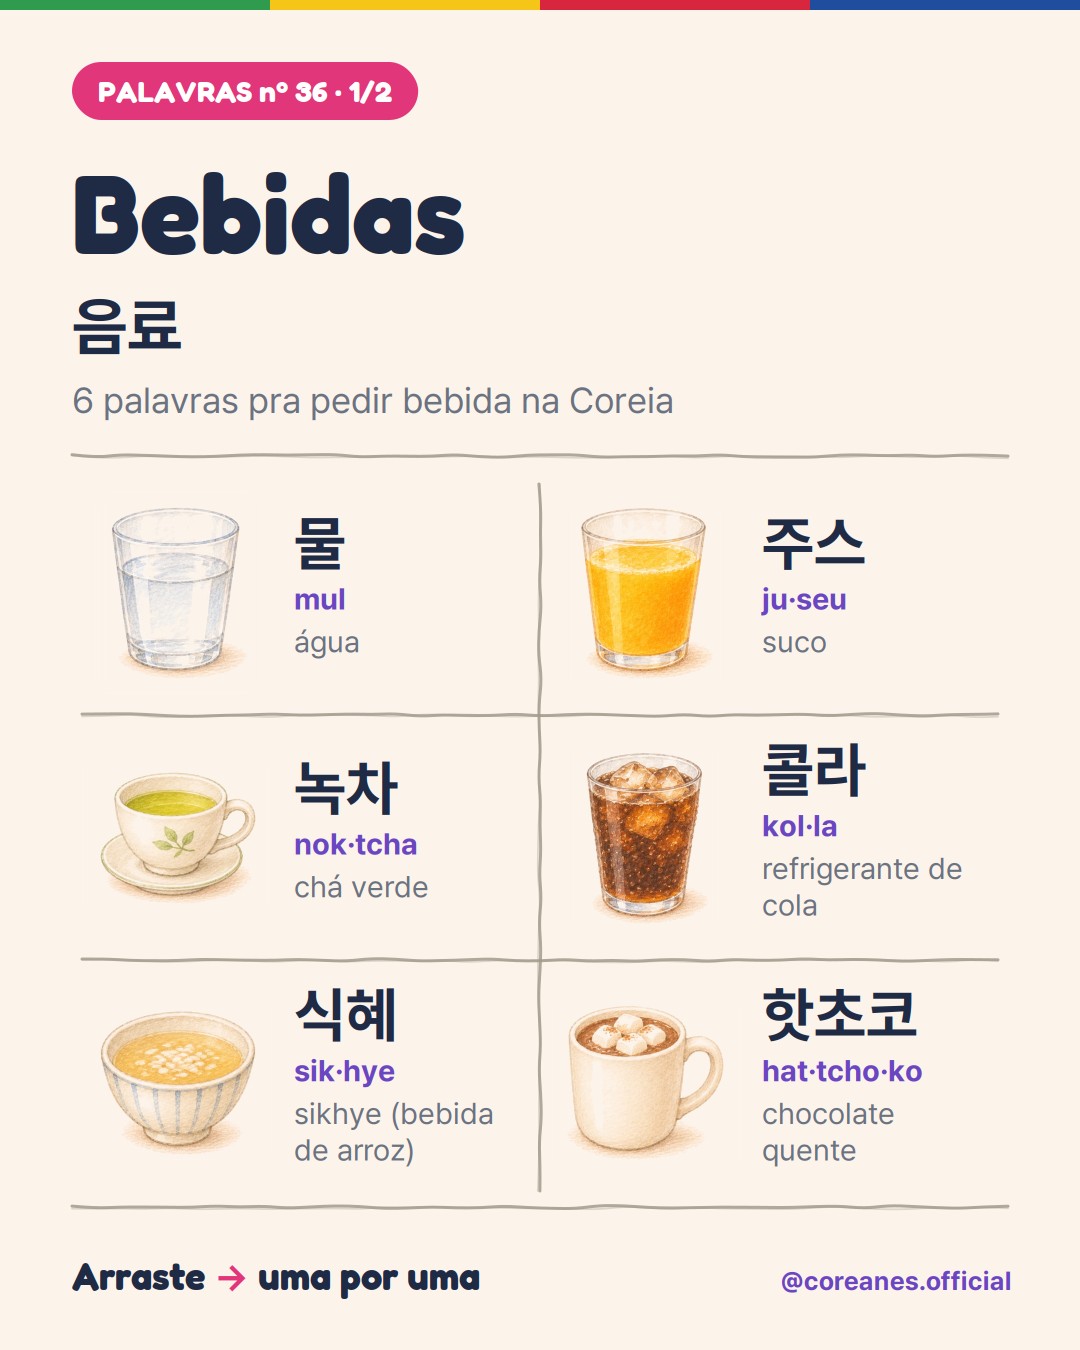 PALAVRAS nº 36 · 1/2
Bebidas
음료
6 palavras pra pedir bebida na Coreia
물
mul
água
주스
ju·seu
suco
녹차
nok·tcha
chá verde
콜라
kol·la
refrigerante de
cola
식혜
sik·hye
sikhye (bebida
de arroz)
핫초코
hat·tcho·ko
chocolate
quente
Arraste → uma por uma
@coreanes.official